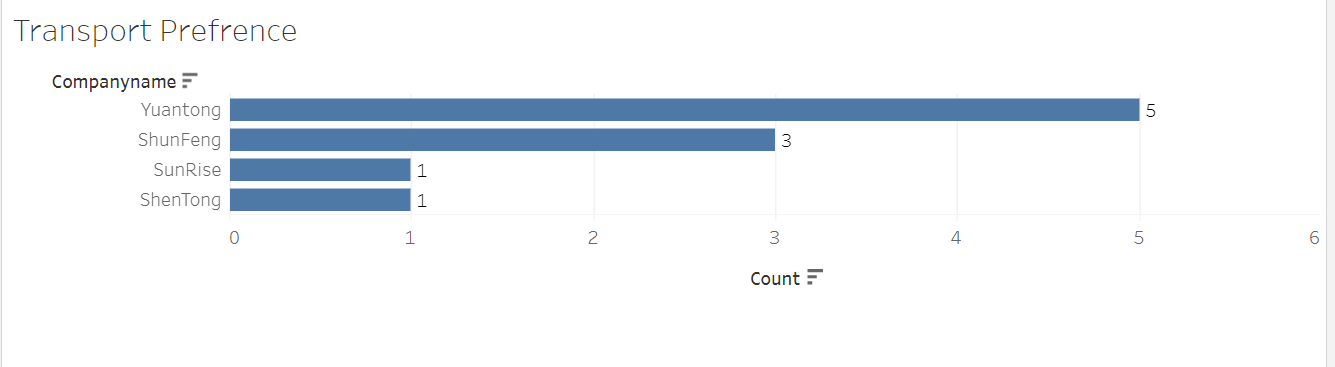 Transport Prefrence
Companyname
Yuantong 5
ShunFeng 3
SunRise 1
ShenTong 1
0 1 2 3 4 5 6
Count